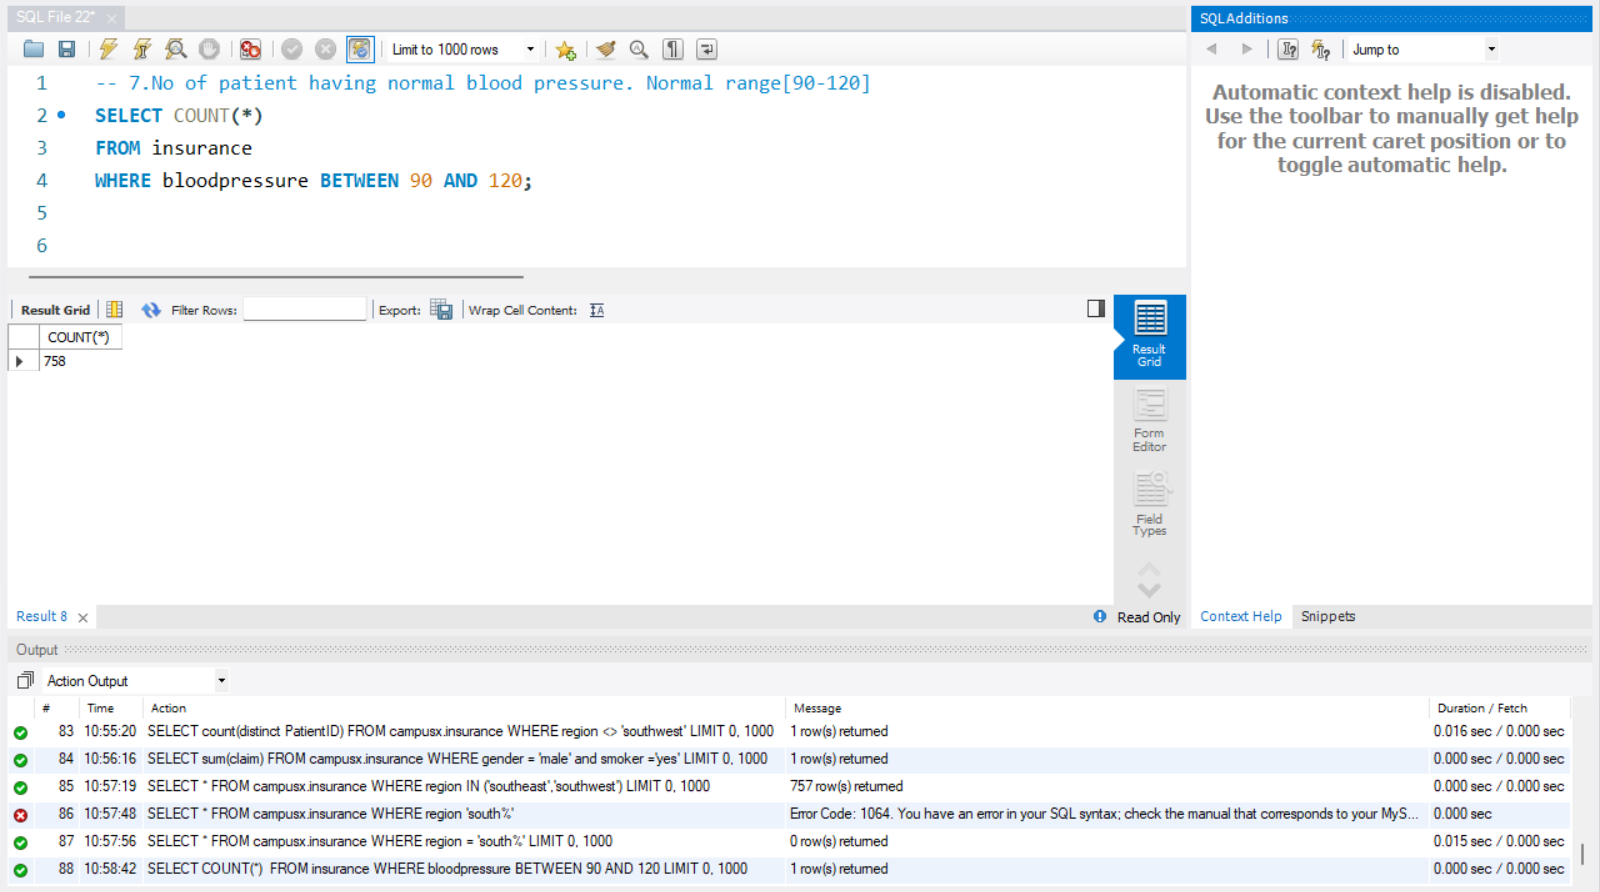 SQL File 22*
Limit to 1000 rows
1 -- 7.No of patient having normal blood pressure. Normal range[90-120]
2 SELECT COUNT(*)
3 FROM insurance
4 WHERE bloodpressure BETWEEN 90 AND 120;
5
6
SQLAdditions
Jump to
Automatic context help is disabled.
Use the toolbar to manually get help
for the current caret position or to
toggle automatic help.
Result Grid Filter Rows: Export: Wrap Cell Content:
COUNT(*)
758
Result
Grid
Form
Editor
Field
Types
Result 8
Read Only
Context Help Snippets
Output
Action Output
# Time Action Message Duration / Fetch
83 10:55:20 SELECT count(distinct PatientID) FROM campusx.insurance WHERE region <> 'southwest' LIMIT 0, 1000 1 row(s) returned 0.016 sec / 0.000 sec
84 10:56:16 SELECT sum(claim) FROM campusx.insurance WHERE gender = 'male' and smoker ='yes' LIMIT 0, 1000 1 row(s) returned 0.000 sec / 0.000 sec
85 10:57:19 SELECT * FROM campusx.insurance WHERE region IN ('southeast','southwest') LIMIT 0, 1000 757 row(s) returned 0.000 sec / 0.000 sec
86 10:57:48 SELECT * FROM campusx.insurance WHERE region 'south%' Error Code: 1064. You have an error in your SQL syntax; check the manual that corresponds to your MyS... 0.000 sec
87 10:57:56 SELECT * FROM campusx.insurance WHERE region = 'south%' LIMIT 0, 1000 0 row(s) returned 0.015 sec / 0.000 sec
88 10:58:42 SELECT COUNT(*) FROM insurance WHERE bloodpressure BETWEEN 90 AND 120 LIMIT 0, 1000 1 row(s) returned 0.000 sec / 0.000 sec